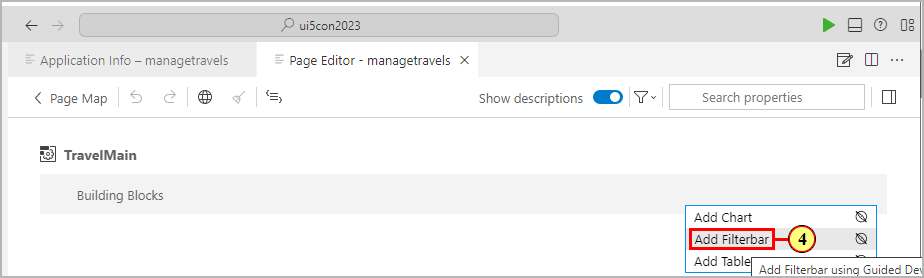 ui5con2023
Application Info – managetravels
Page Editor - managetravels
Page Map
Show descriptions
Search properties
TravelMain
Building Blocks
Add Chart
Add Filterbar
4
Add Table
Add Filterbar using Guided De